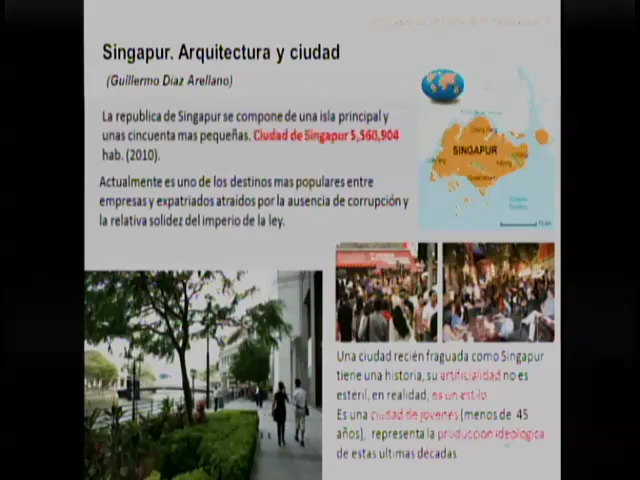 Singapur. Arquitectura y ciudad
(Guillermo Díaz Arellano)
La republica de Singapur se compone de una isla principal y
unas cincuenta mas pequeñas. Ciudad de Singapur 5,560,904
hab. (2010).
Actualmente es uno de los destinos mas populares entre
empresas y expatriados atraídos por la ausencia de corrupción y
la relativa solidez del imperio de la ley.
SINGAPUR
Una ciudad recién fraguada como Singapur
tiene una historia, su artificialidad no es
estéril, en realidad, es un estilo
Es una ciudad de jovenes (menos de 45
años), representa la produccion ideologica
de estas últimas décadas